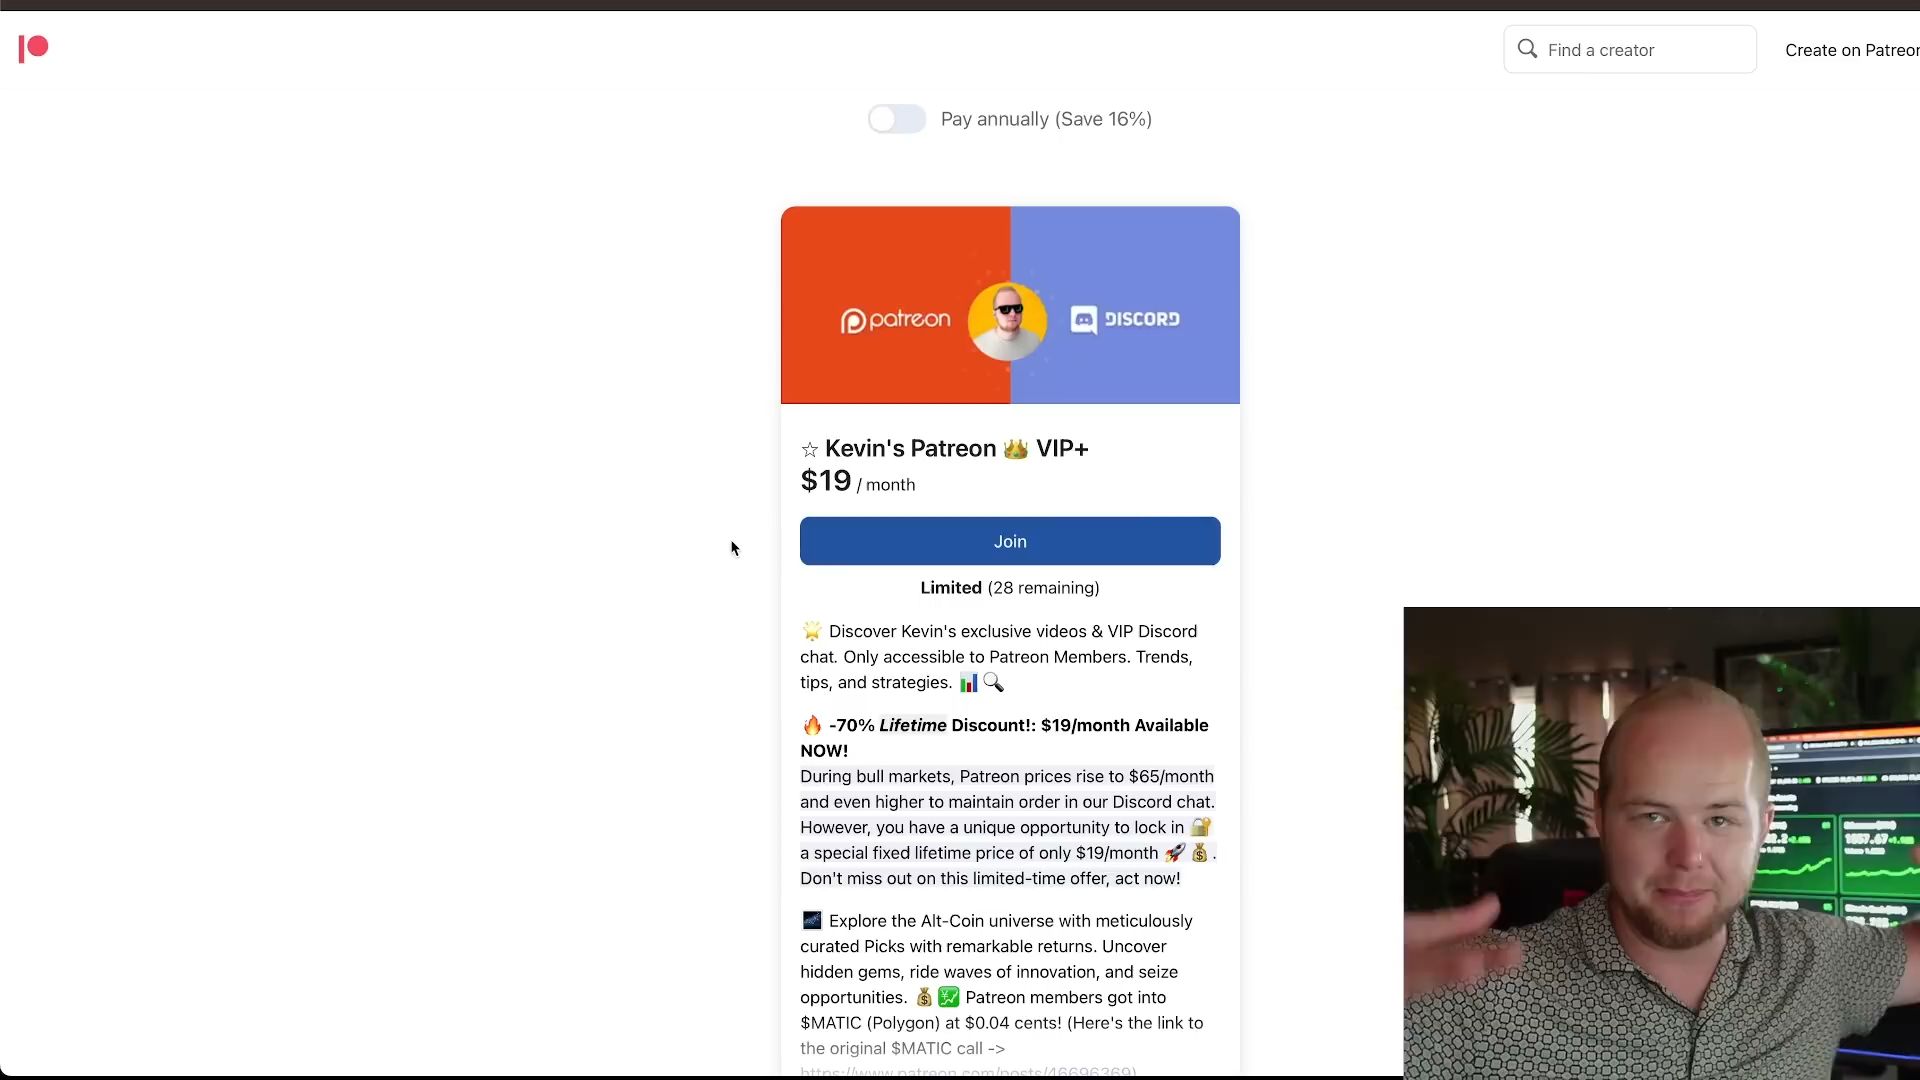 Find a creator
Create on Patreon
Pay annually (Save 16%)
patreon
DISCORD
☆ Kevin's Patreon 👑 VIP+
$19 / month
Join
Limited (28 remaining)
🌟 Discover Kevin's exclusive videos & VIP Discord
chat. Only accessible to Patreon Members. Trends,
tips, and strategies. 📊🔍
🔥 -70% Lifetime Discount!: $19/month Available
NOW!
During bull markets, Patreon prices rise to $65/month
and even higher to maintain order in our Discord chat.
However, you have a unique opportunity to lock in 🔐
a special fixed lifetime price of only $19/month 🚀💰.
Don't miss out on this limited-time offer, act now!
🌌 Explore the Alt-Coin universe with meticulously
curated Picks with remarkable returns. Uncover
hidden gems, ride waves of innovation, and seize
opportunities. 💰💹 Patreon members got into
$MATIC (Polygon) at $0.04 cents! (Here's the link to
the original $MATIC call ->
https://www.patreon.com/posts/46696369)